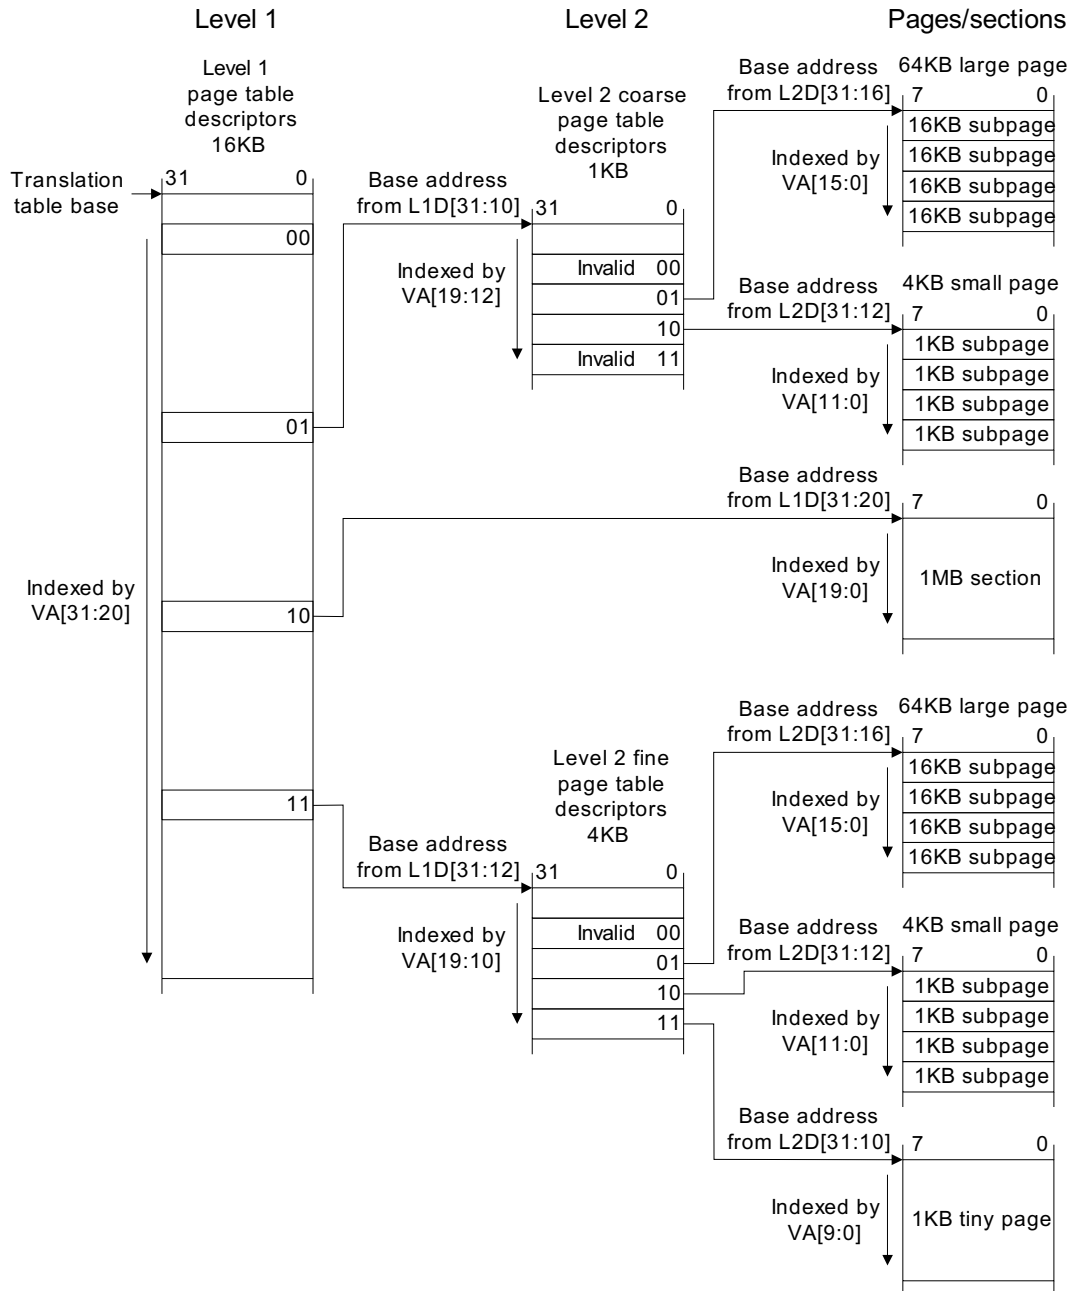 Level 1
Level 2
Pages/sections
Level 1
page table
descriptors
16KB
Translation
table base
31 0
00
01
10
11
Indexed by
VA[31:20]
Base address
from L1D[31:10]
Level 2 coarse
page table
descriptors
1KB
31 0
Indexed by
VA[19:12]
Invalid 00
01
10
Invalid 11
Base address
from L2D[31:16]
64KB large page
7 0
16KB subpage
16KB subpage
16KB subpage
16KB subpage
Indexed by
VA[15:0]
Base address
from L2D[31:12]
4KB small page
7 0
1KB subpage
1KB subpage
1KB subpage
1KB subpage
Indexed by
VA[11:0]
Base address
from L1D[31:20]
7 0
Indexed by
VA[19:0]
1MB section
Base address
from L1D[31:12]
Level 2 fine
page table
descriptors
4KB
31 0
Indexed by
VA[19:10]
Invalid 00
01
10
11
Base address
from L2D[31:16]
64KB large page
7 0
16KB subpage
16KB subpage
16KB subpage
16KB subpage
Indexed by
VA[15:0]
Base address
from L2D[31:12]
4KB small page
7 0
1KB subpage
1KB subpage
1KB subpage
1KB subpage
Indexed by
VA[11:0]
Base address
from L2D[31:10]
7 0
Indexed by
VA[9:0]
1KB tiny page